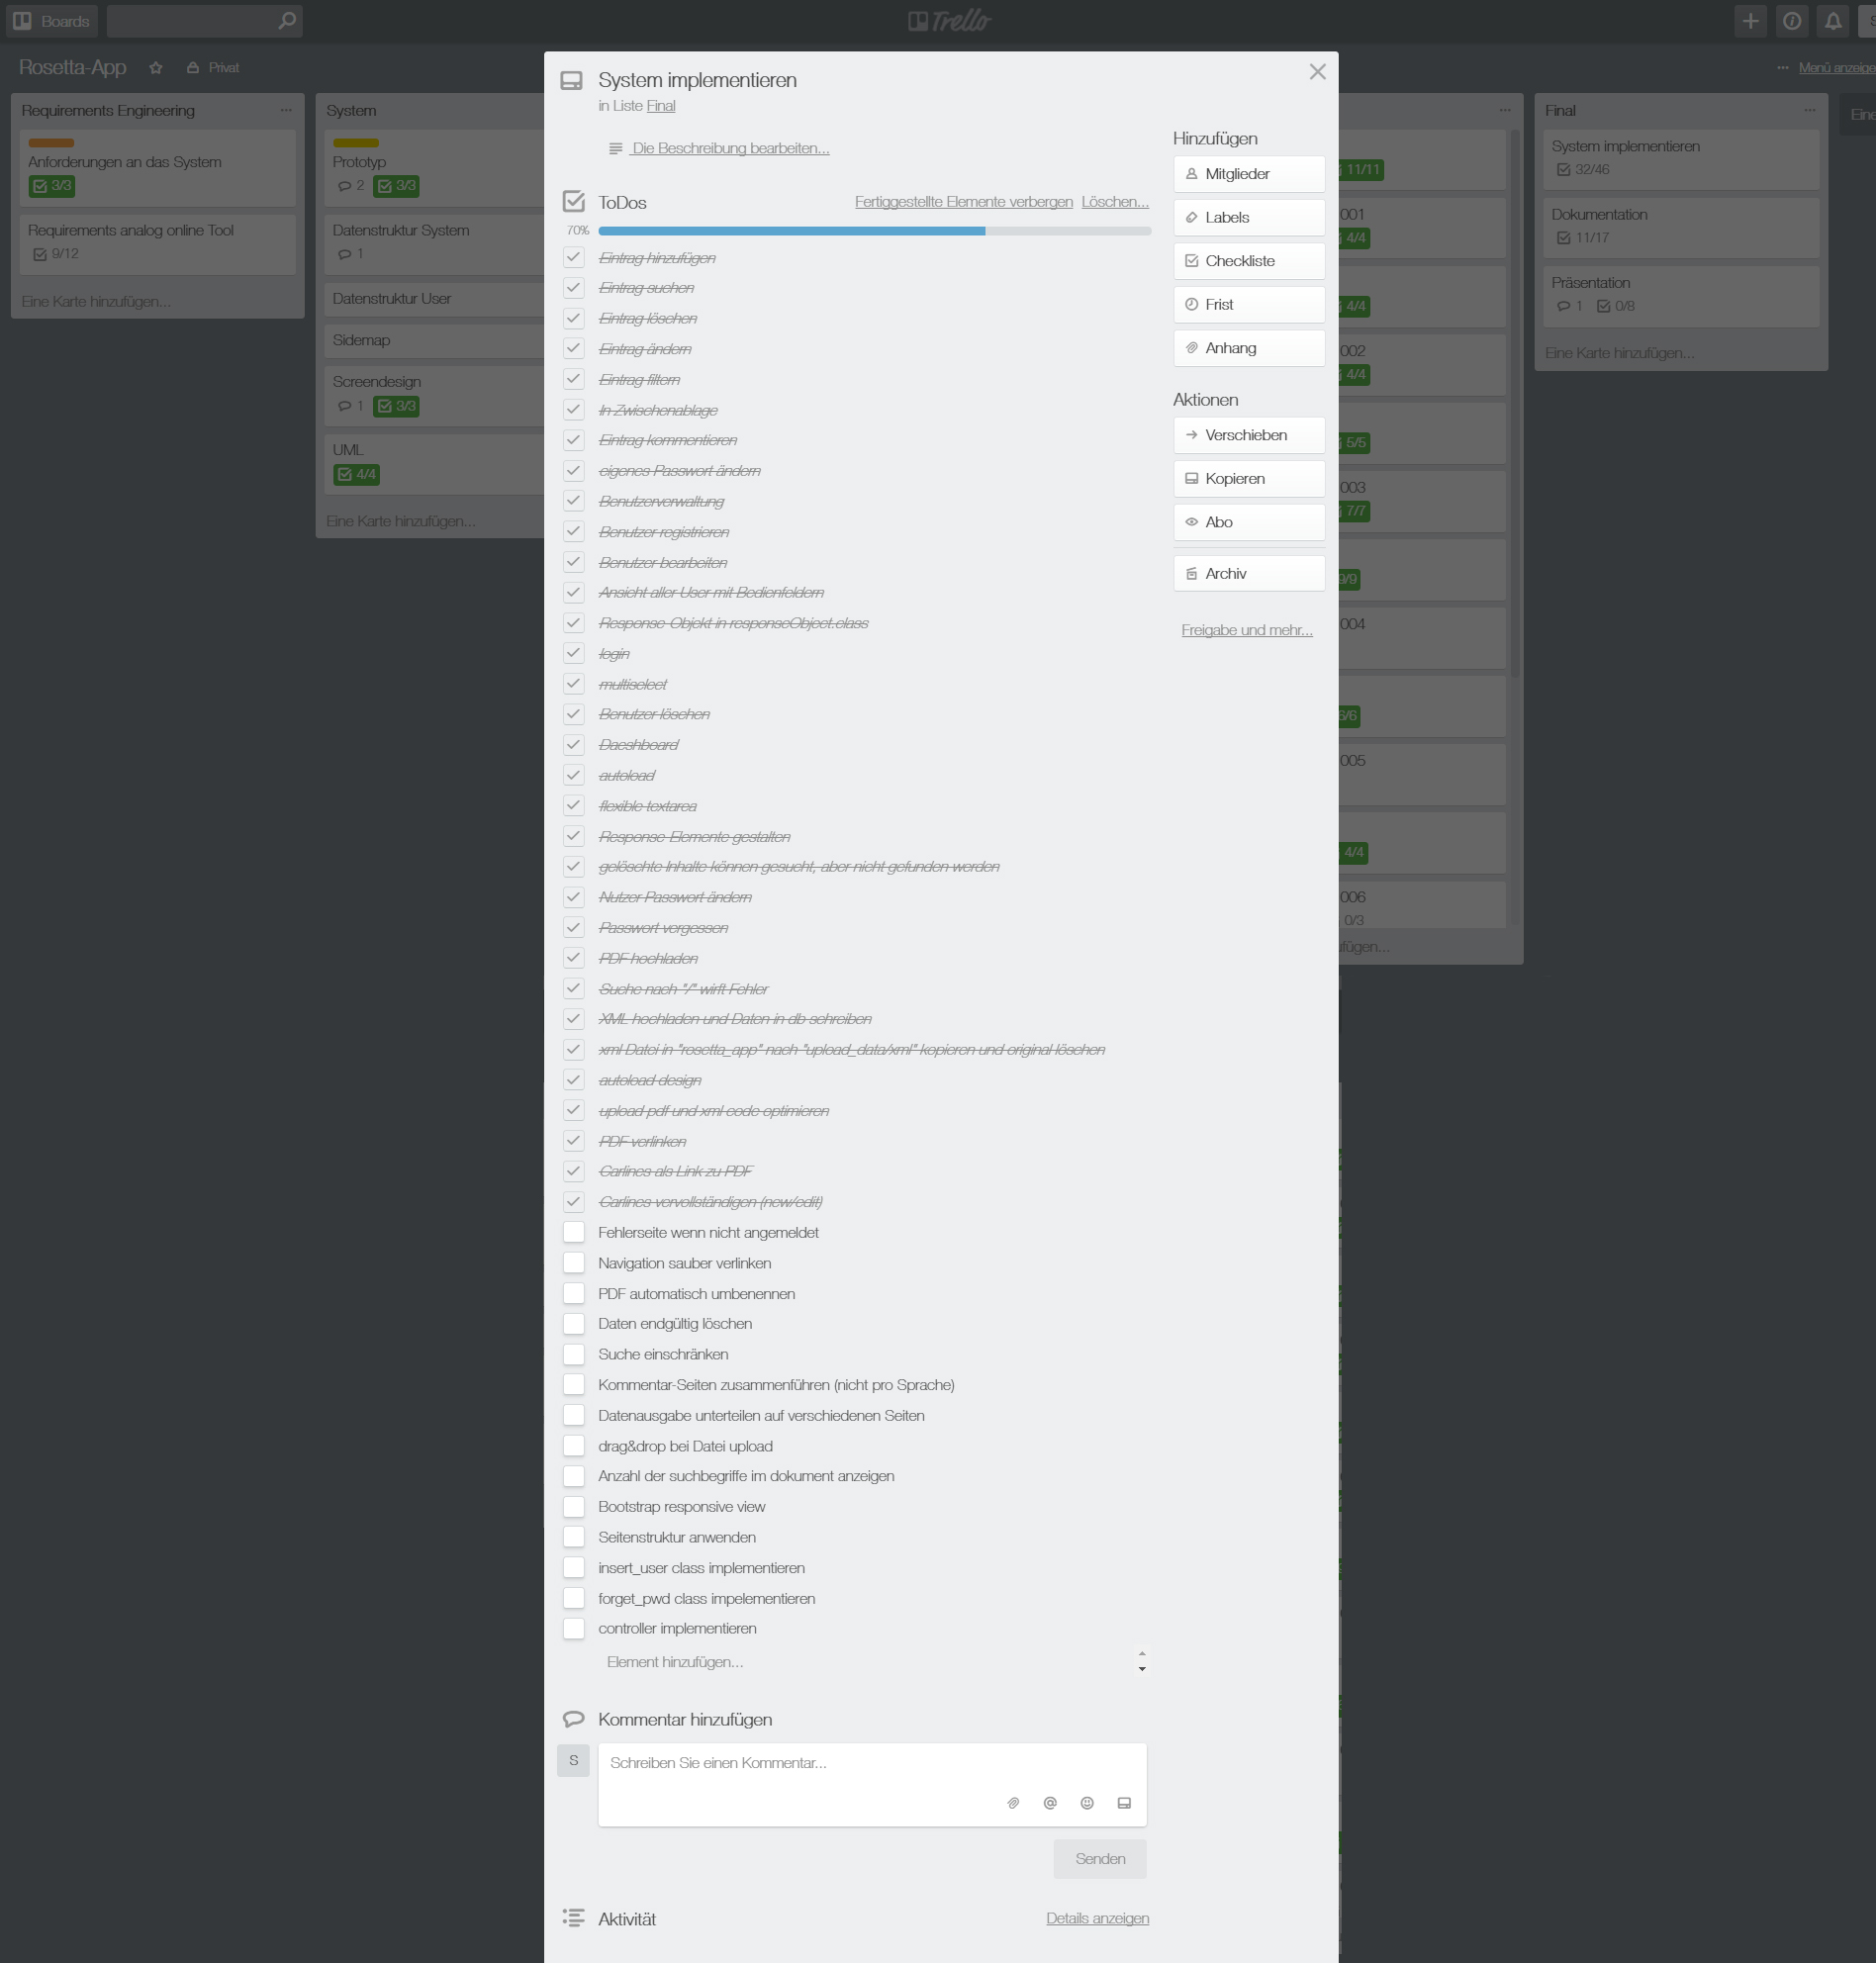 Boards
Trello
Rosetta-App
Privat
Menü anzeige
Requirements Engineering
Anforderungen an das System
3/3
Requirements analog online Tool
9/12
Eine Karte hinzufügen...
System
Prototyp
2 3/3
Datenstruktur System
1
Datenstruktur User
Sidemap
Screendesign
1 3/3
UML
4/4
Eine Karte hinzufügen...
System implementieren
in Liste Final
Die Beschreibung bearbeiten...
ToDos
Fertiggestellte Elemente verbergen Löschen...
70%
Eintrag hinzufügen
Eintrag suchen
Eintrag löschen
Eintrag ändern
Eintrag filtern
In Zwischenablage
Eintrag kommentieren
eigenes Passwort ändern
Benutzerverwaltung
Benutzer registrieren
Benutzer bearbeiten
Ansicht aller User mit Bedienfeldern
Response-Objekt in responseObject.class
login
multiselect
Benutzer löschen
Dacshboard
autoload
flexible textarea
Response-Elemente gestalten
gelöschte Inhalte können gesucht, aber nicht gefunden werden
Nutzer Passwort ändern
Passwort vergessen
PDF hochladen
Suche nach "/" wirft Fehler
XML hochladen und Daten in db schreiben
xml Datei in "rosetta_app" nach "upload_data/xml" kopieren und original löschen
autoload design
upload pdf und xml code optimieren
PDF verlinken
Carlines als Link zu PDF
Carlines vervollständigen (new/edit)
Fehlerseite wenn nicht angemeldet
Navigation sauber verlinken
PDF automatisch umbenennen
Daten endgültig löschen
Suche einschränken
Kommentar-Seiten zusammenführen (nicht pro Sprache)
Datenausgabe unterteilen auf verschiedenen Seiten
drag&drop bei Datei upload
Anzahl der suchbegriffe im dokument anzeigen
Bootstrap responsive view
Seitenstruktur anwenden
insert_user class implementieren
forget_pwd class impelementieren
controller implementieren
Element hinzufügen...
Kommentar hinzufügen
S
Schreiben Sie einen Kommentar...
Senden
Aktivität
Details anzeigen
Hinzufügen
Mitglieder
Labels
Checkliste
Frist
Anhang
Aktionen
Verschieben
Kopieren
Abo
Archiv
Freigabe und mehr...
11/11
001
4/4
4/4
002
4/4
5/5
003
7/7
9/9
004
6/6
005
4/4
006
0/3
fügen...
Final
System implementieren
32/46
Dokumentation
11/17
Präsentation
1 0/8
Eine Karte hinzufügen...
Eine